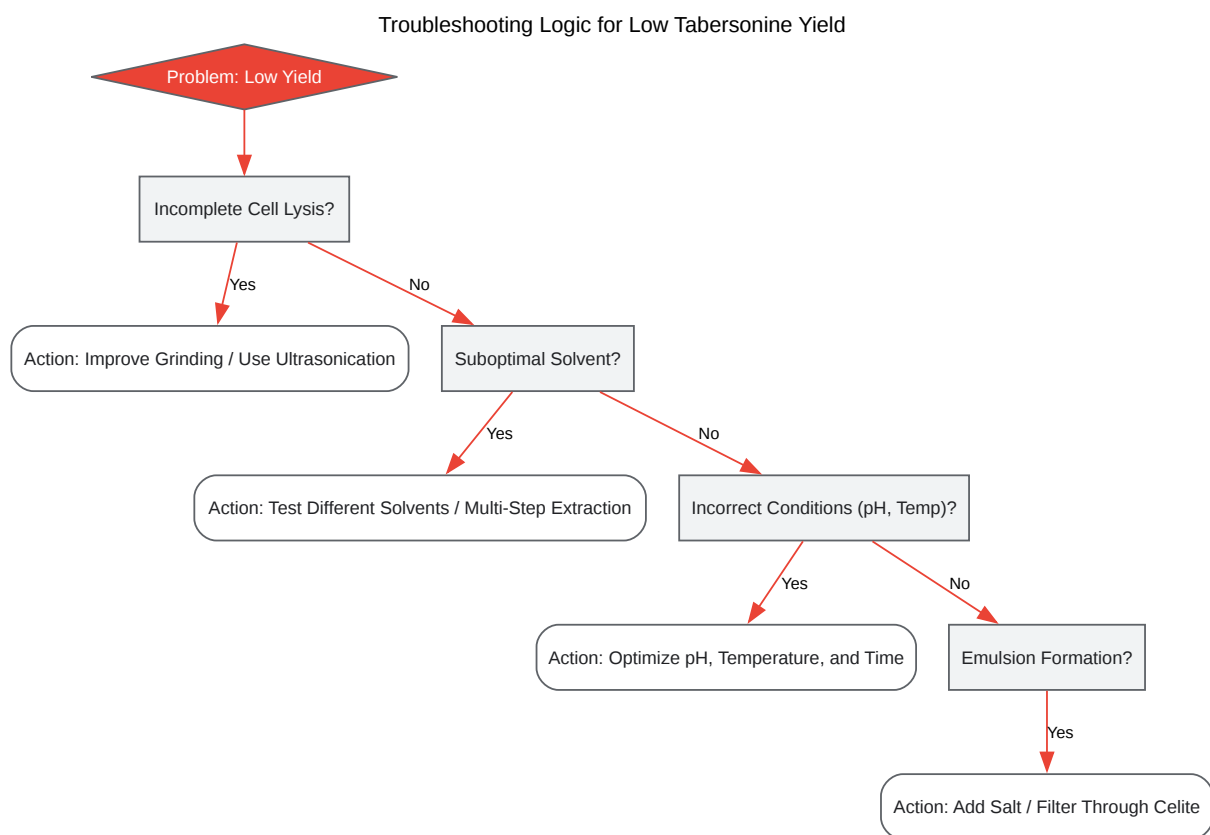 Troubleshooting Logic for Low Tabersonine Yield
Problem: Low Yield
Incomplete Cell Lysis?
Yes
No
Action: Improve Grinding / Use Ultrasonication
Suboptimal Solvent?
Yes
No
Action: Test Different Solvents / Multi-Step Extraction
Incorrect Conditions (pH, Temp)?
Yes
No
Action: Optimize pH, Temperature, and Time
Emulsion Formation?
Yes
Action: Add Salt / Filter Through Celite